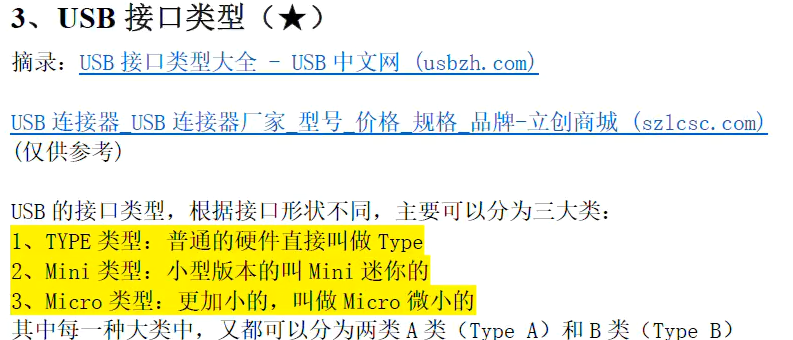 3、USB 接口类型（★）
摘录：USB 接口类型大全 - USB 中文网 (usbzh.com)
USB 连接器_USB 连接器厂家_型号_价格_规格_品牌-立创商城 (szlcsc.com)
(仅供参考)
USB 的接口类型，根据接口形状不同，主要可以分为三大类：
1、TYPE 类型：普通的硬件直接叫做 Type
2、Mini 类型：小型版本的叫 Mini 迷你的
3、Micro 类型：更加小的，叫做 Micro 微小的
其中每一种大类中，又都可以分为两类 A 类（Type A）和 B 类（Type B）